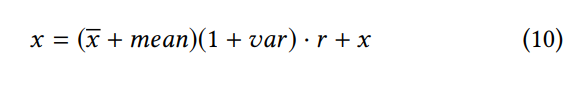 x = (x̅ + mean)(1 + var) · r + x (10)